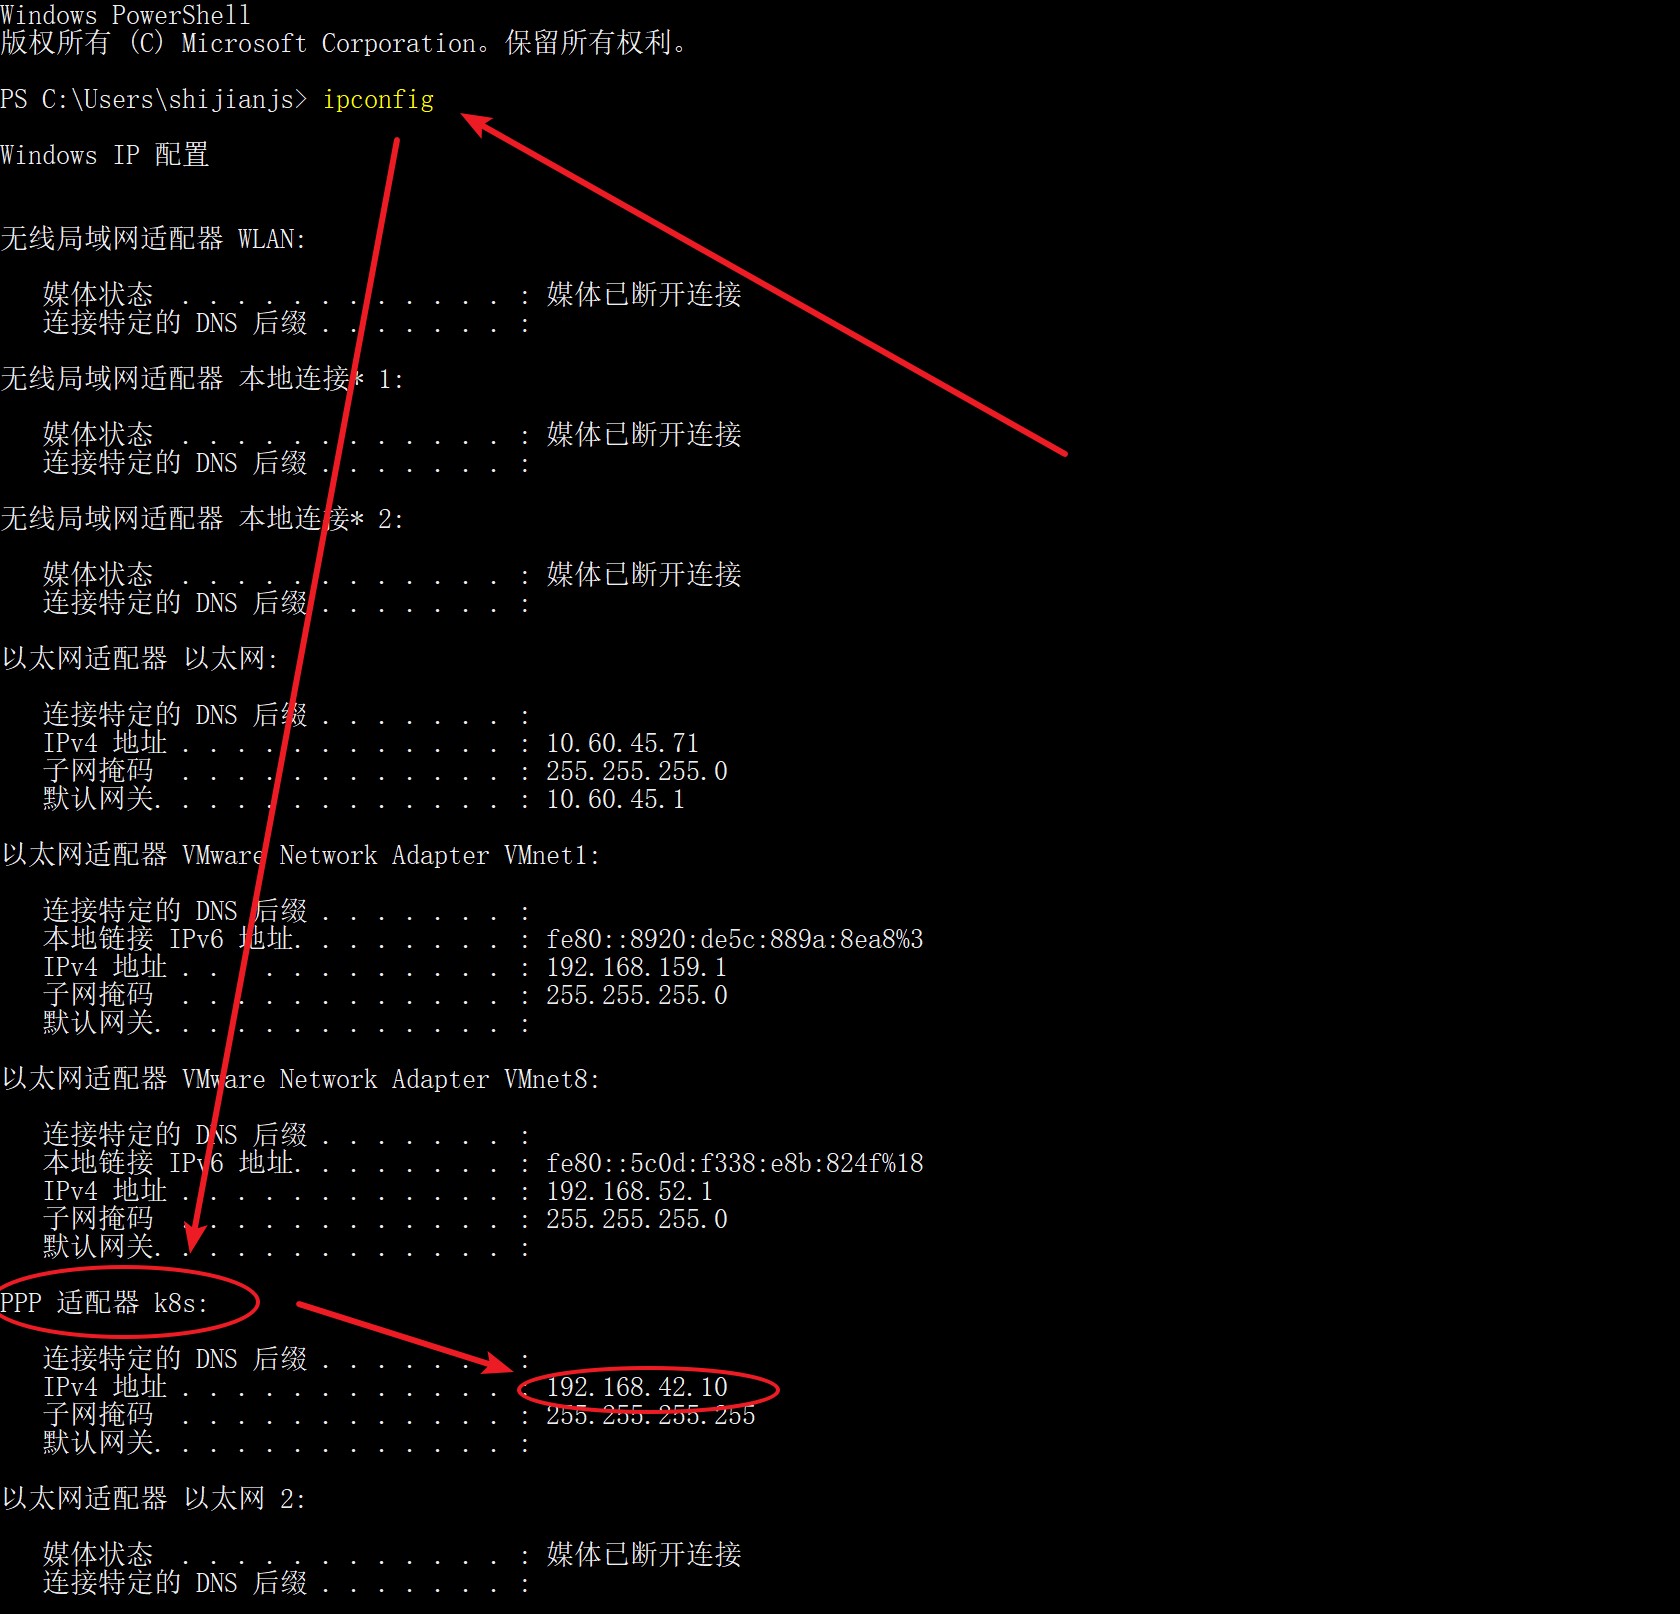 Windows PowerShell
版权所有 (C) Microsoft Corporation。保留所有权利。
PS C:\Users\shijianjs> ipconfig
Windows IP 配置
无线局域网适配器 WLAN:
媒体状态  . . . . . . . . . . . . : 媒体已断开连接
连接特定的 DNS 后缀 . . . . . . . :
无线局域网适配器 本地连接* 1:
媒体状态  . . . . . . . . . . . . : 媒体已断开连接
连接特定的 DNS 后缀 . . . . . . . :
无线局域网适配器 本地连接* 2:
媒体状态  . . . . . . . . . . . . : 媒体已断开连接
连接特定的 DNS 后缀 . . . . . . . :
以太网适配器 以太网:
连接特定的 DNS 后缀 . . . . . . . :
IPv4 地址 . . . . . . . . . . . . : 10.60.45.71
子网掩码  . . . . . . . . . . . . : 255.255.255.0
默认网关. . . . . . . . . . . . . : 10.60.45.1
以太网适配器 VMware Network Adapter VMnet1:
连接特定的 DNS 后缀 . . . . . . . :
本地链接 IPv6 地址. . . . . . . . : fe80::8920:de5c:889a:8ea8%3
IPv4 地址 . . . . . . . . . . . . : 192.168.159.1
子网掩码  . . . . . . . . . . . . : 255.255.255.0
默认网关. . . . . . . . . . . . . :
以太网适配器 VMware Network Adapter VMnet8:
连接特定的 DNS 后缀 . . . . . . . :
本地链接 IPv6 地址. . . . . . . . : fe80::5c0d:f338:e8b:824f%18
IPv4 地址 . . . . . . . . . . . . : 192.168.52.1
子网掩码  . . . . . . . . . . . . : 255.255.255.0
默认网关. . . . . . . . . . . . . :
PPP 适配器 k8s:
连接特定的 DNS 后缀 . . . . . . . :
IPv4 地址 . . . . . . . . . . . . : 192.168.42.10
子网掩码  . . . . . . . . . . . . : 255.255.255.255
默认网关. . . . . . . . . . . . . :
以太网适配器 以太网 2:
媒体状态  . . . . . . . . . . . . : 媒体已断开连接
连接特定的 DNS 后缀 . . . . . . . :